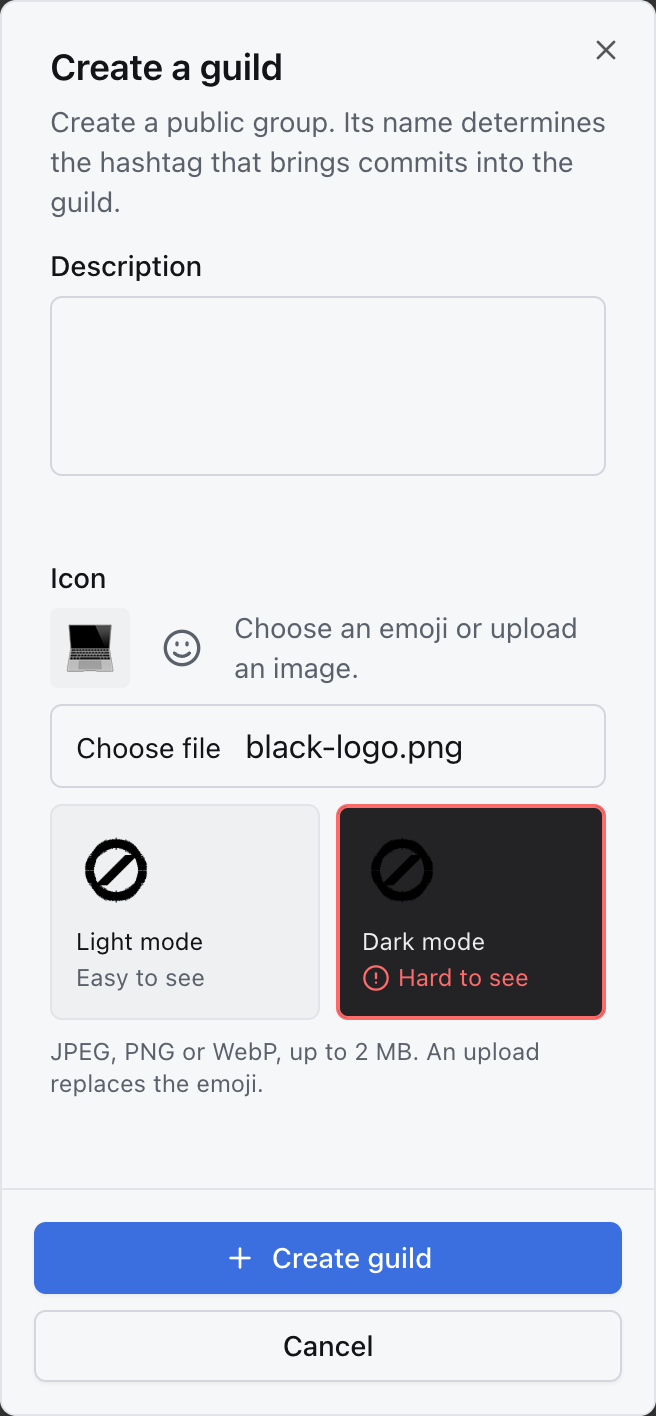 Create a guild
Create a public group. Its name determines
the hashtag that brings commits into the
guild.
Description
Icon
Choose an emoji or upload
an image.
Choose file black-logo.png
Light mode
Easy to see
Dark mode
Hard to see
JPEG, PNG or WebP, up to 2 MB. An upload
replaces the emoji.
Create guild
Cancel